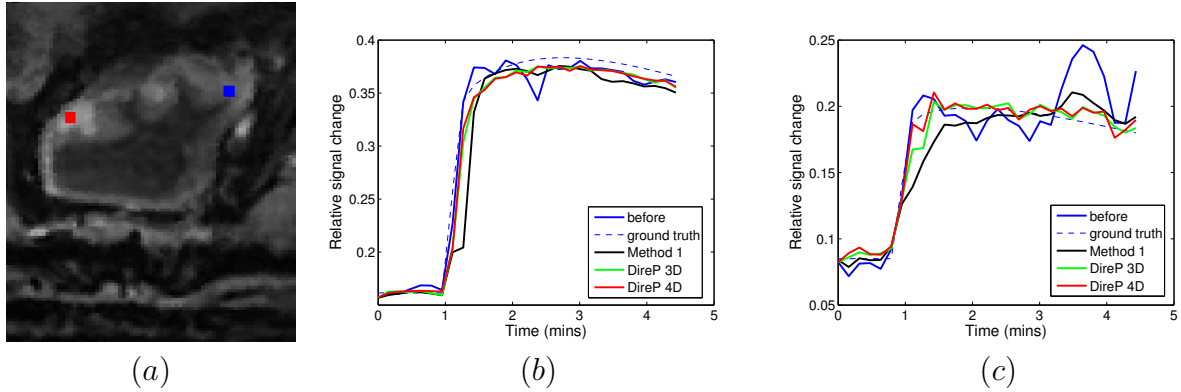 0.4
0.35
0.3
0.25
0.2
Relative signal change
0 1 2 3 4 5
Time (mins)
before
ground truth
Method 1
DireP 3D
DireP 4D
0.25
0.2
0.15
0.1
0.05
Relative signal change
0 1 2 3 4 5
Time (mins)
before
ground truth
Method 1
DireP 3D
DireP 4D
(a) (b) (c)